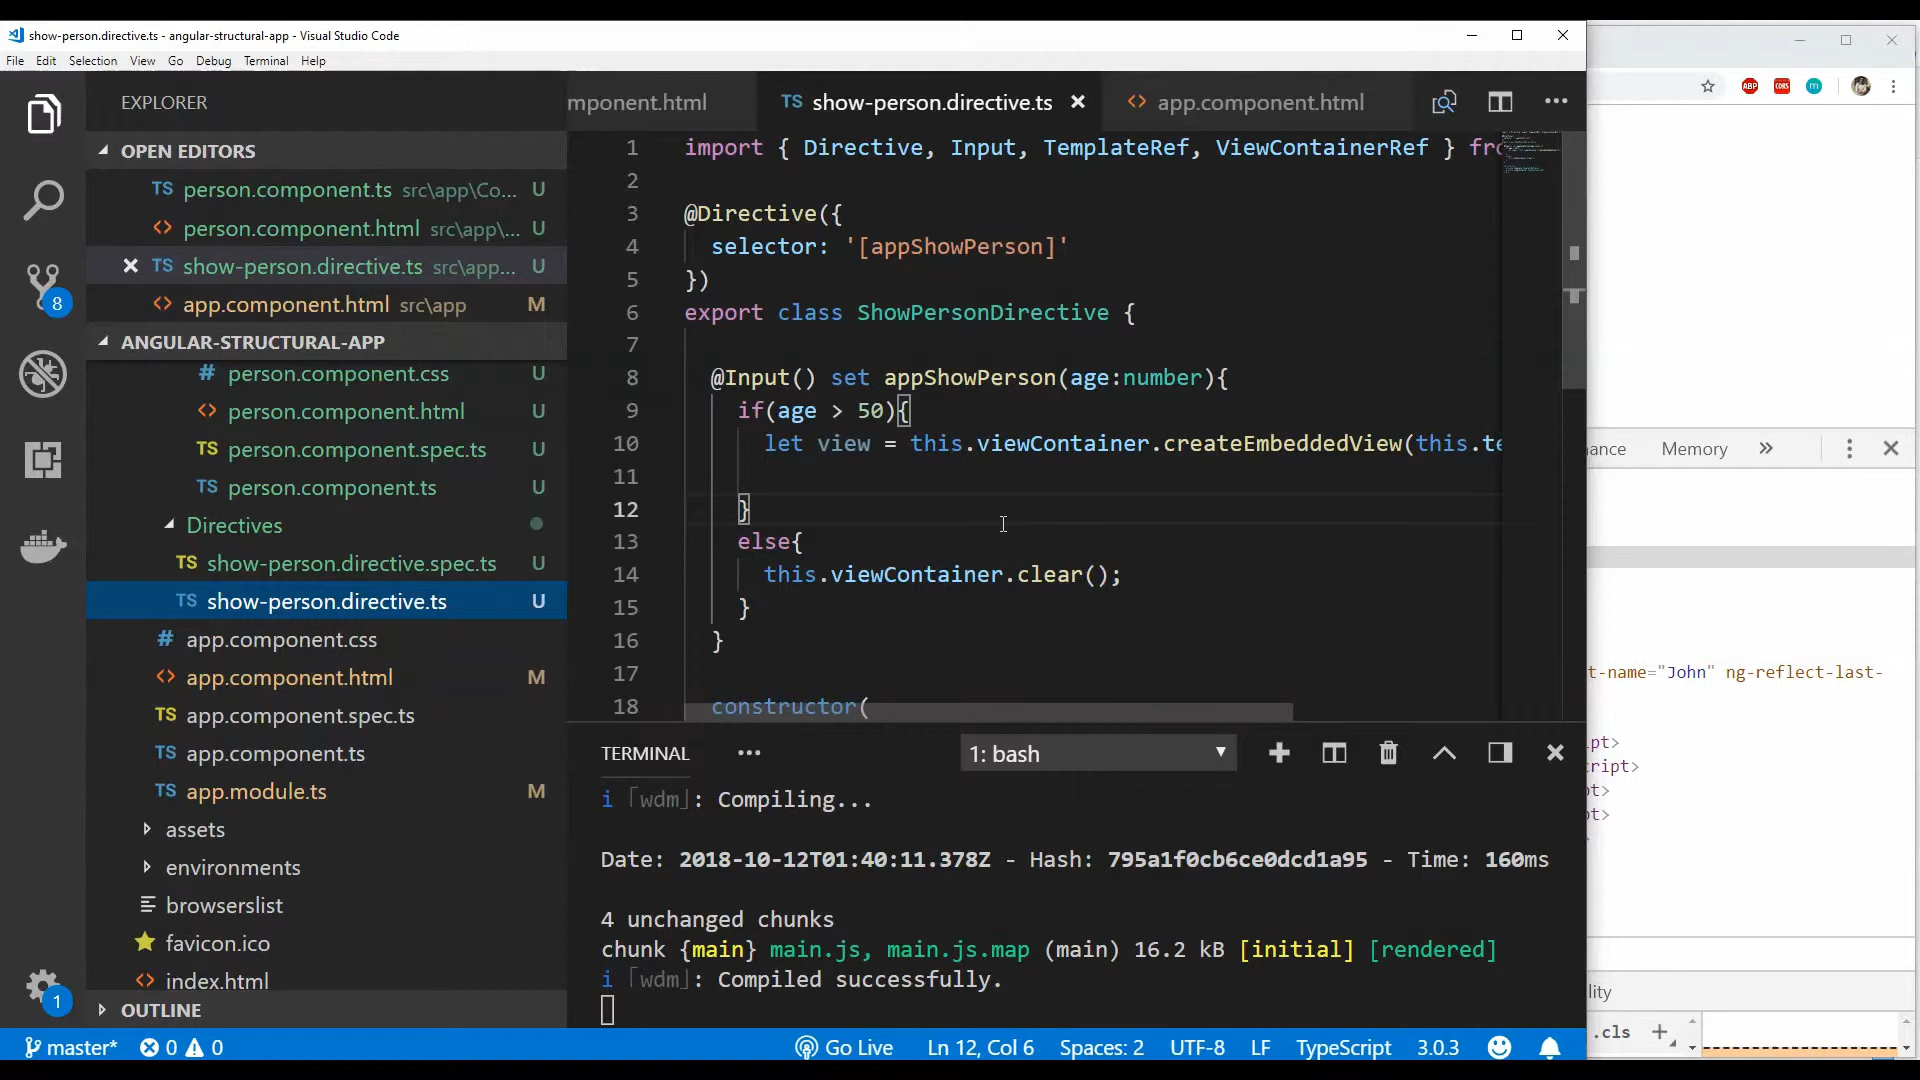 show-person.directive.ts - angular-structural-app - Visual Studio Code
File Edit Selection View Go Debug Terminal Help
EXPLORER
mponent.html
TS show-person.directive.ts
<> app.component.html
OPEN EDITORS
TS person.component.ts src\app\Co... U
<> person.component.html src\app\... U
TS show-person.directive.ts src\app... U
<> app.component.html src\app M
ANGULAR-STRUCTURAL-APP
# person.component.css U
<> person.component.html U
TS person.component.spec.ts U
TS person.component.ts U
Directives
TS show-person.directive.spec.ts U
TS show-person.directive.ts U
# app.component.css
<> app.component.html M
TS app.component.spec.ts
TS app.component.ts
TS app.module.ts M
assets
environments
browserslist
favicon.ico
<> index.html
OUTLINE
8
1
1 import { Directive, Input, TemplateRef, ViewContainerRef } fro
2
3 @Directive({
4 selector: '[appShowPerson]'
5 })
6 export class ShowPersonDirective {
7
8 @Input() set appShowPerson(age:number){
9 if(age > 50){
10 let view = this.viewContainer.createEmbeddedView(this.te
11
12 }
13 else{
14 this.viewContainer.clear();
15 }
16 }
17
18 constructor(
TERMINAL
1: bash
i ｢wdm｣: Compiling...
Date: 2018-10-12T01:40:11.378Z - Hash: 795a1f0cb6ce0dcd1a95 - Time: 160ms
4 unchanged chunks
chunk {main} main.js, main.js.map (main) 16.2 kB [initial] [rendered]
i ｢wdm｣: Compiled successfully.
master* 0 0
Go Live Ln 12, Col 6 Spaces: 2 UTF-8 LF TypeScript 3.0.3
ABP
CORS
m
ance Memory »
t-name="John" ng-reflect-last-
pt>
ript>
pt>
pt>
lity
.cls +